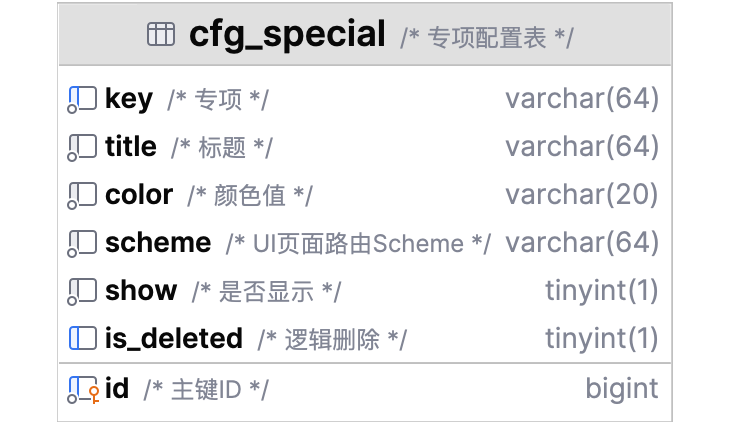 cfg_special /* 专项配置表 */
key /* 专项 */ varchar(64)
title /* 标题 */ varchar(64)
color /* 颜色值 */ varchar(20)
scheme /* UI页面路由Scheme */ varchar(64)
show /* 是否显示 */ tinyint(1)
is_deleted /* 逻辑删除 */ tinyint(1)
id /* 主键ID */ bigint